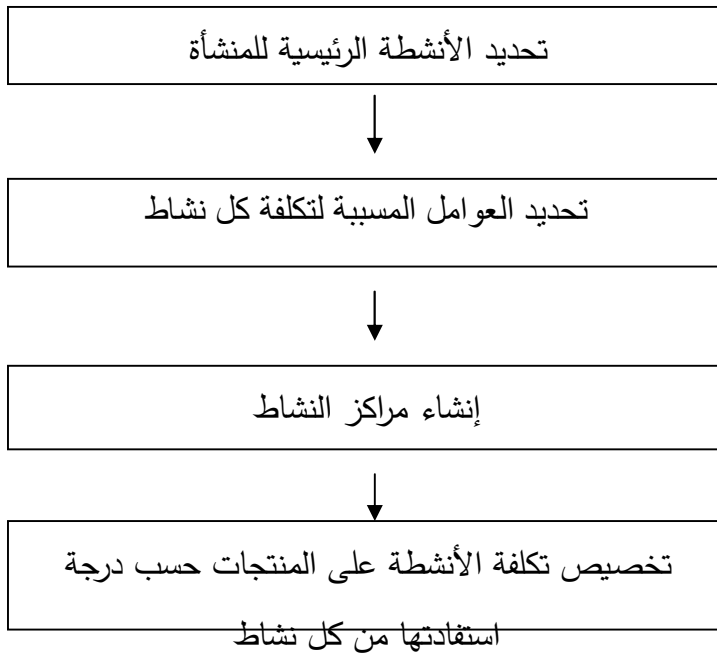 تحديد الأنشطة الرئيسية للمنشأة
تحديد العوامل المسببة لتكلفة كل نشاط
إنشاء مراكز النشاط
تخصيص تكلفة الأنشطة على المنتجات حسب درجة
استفادتها من كل نشاط